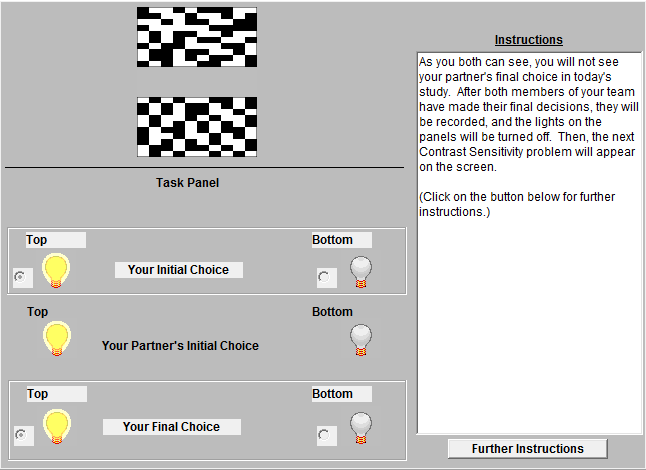 Task Panel
Top
Bottom
Your Initial Choice
Top
Bottom
Your Partner's Initial Choice
Top
Bottom
Your Final Choice
Instructions
As you both can see, you will not see
your partner's final choice in today's
study.  After both members of your team
have made their final decisions, they will
be recorded, and the lights on the
panels will be turned off.  Then, the next
Contrast Sensitivity problem will appear
on the screen.
(Click on the button below for further
instructions.)
Further Instructions